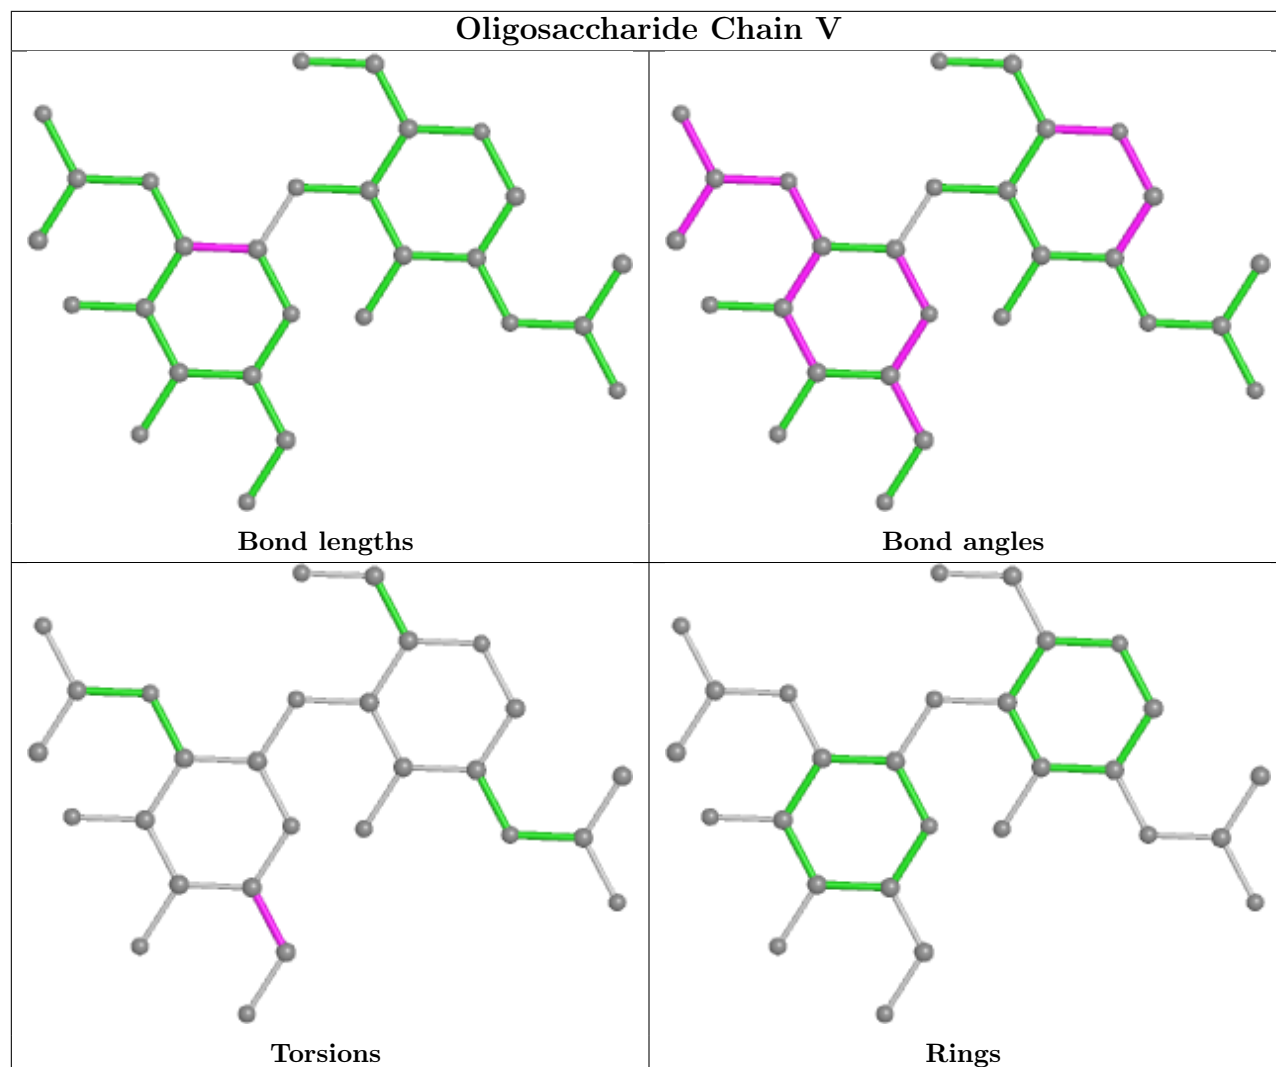 Oligosaccharide Chain V
Bond lengths
Bond angles
Torsions
Rings